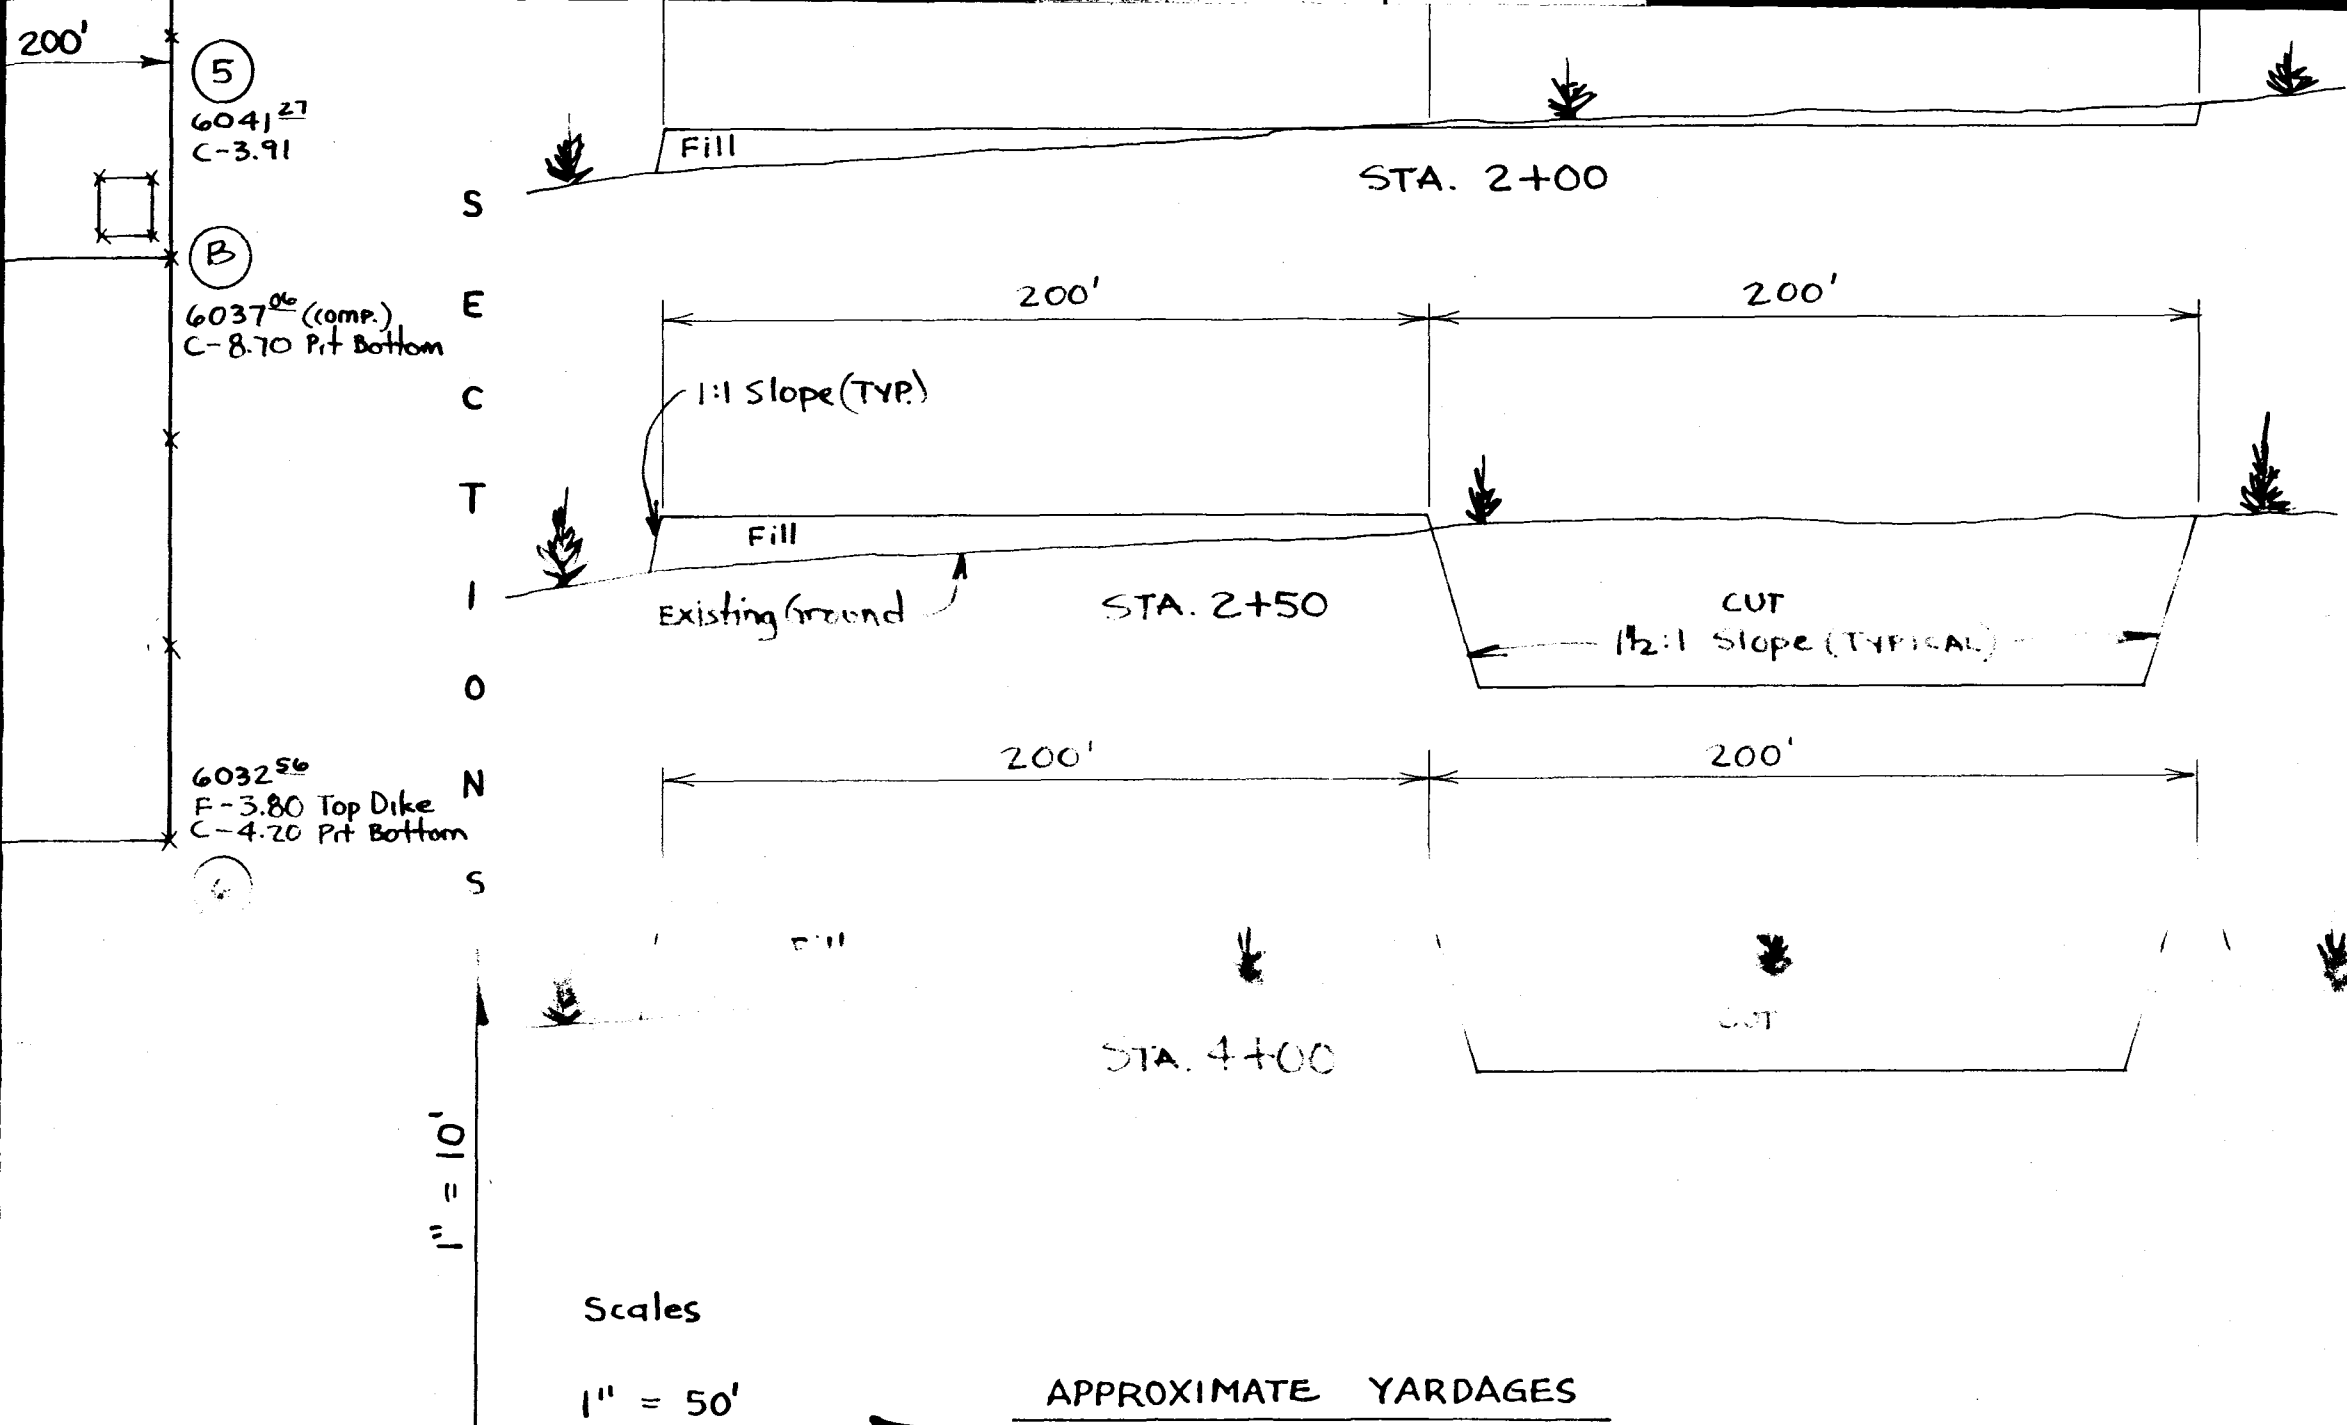 200'
5
6041 27
C-3.91
B
6037 06 (comp.)
C-8.70 Pit Bottom
6032 56
F-3.80 Top Dike
C-4.20 Pit Bottom
SECTIONS
Fill
STA. 2+00
200'
200'
1:1 Slope (TYP.)
Fill
Existing Ground
STA. 2+50
CUT
1½:1 Slope (TYPICAL)
200'
200'
Fill
CUT
STA. 4+00
1" = 10'
Scales
1" = 50'
APPROXIMATE YARDAGES